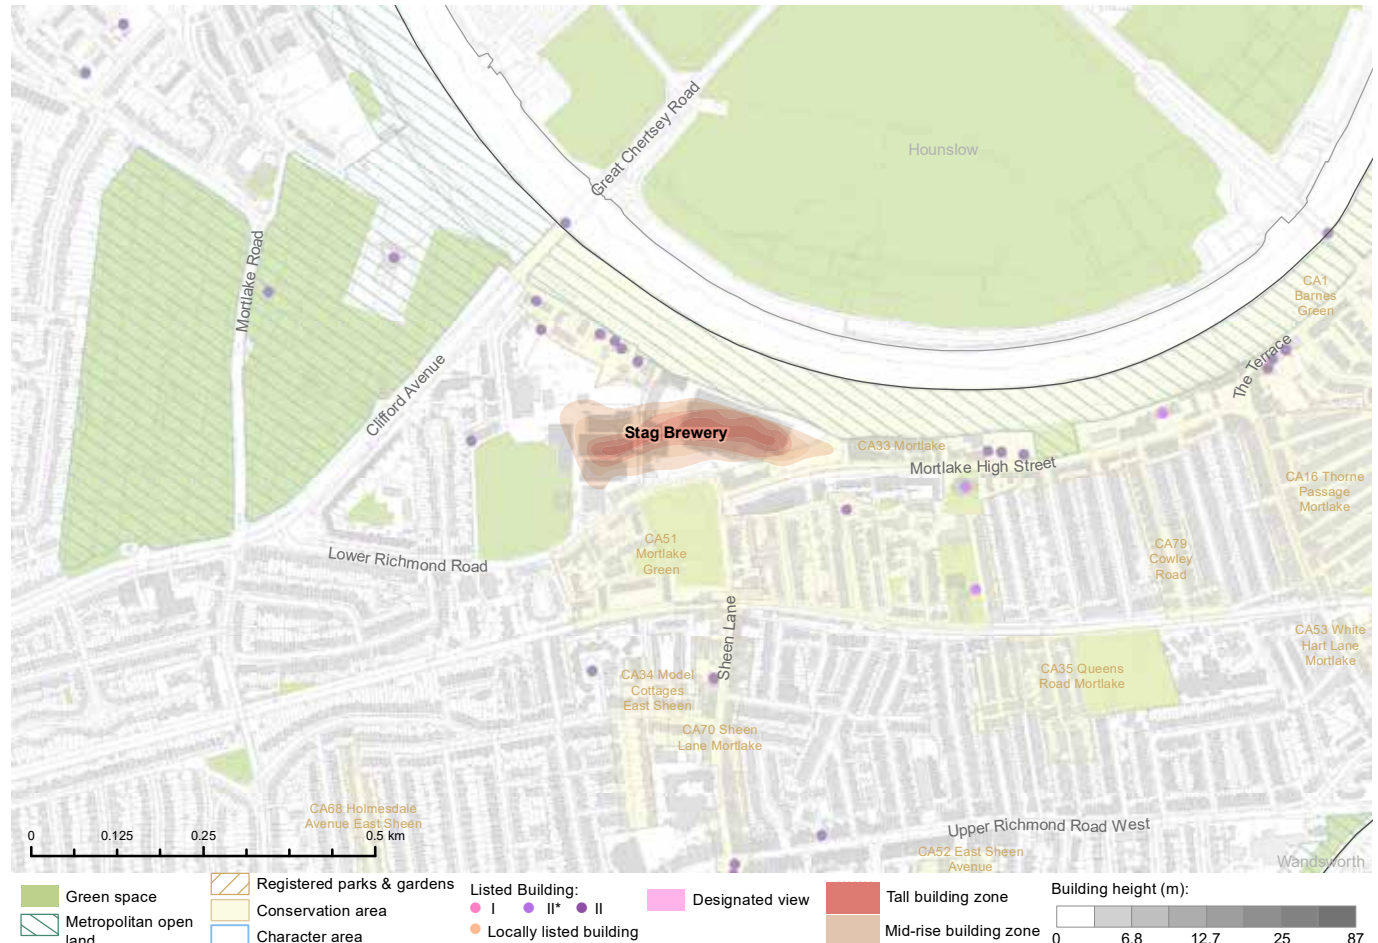 Great Chertsey Road
Hounslow
Mortlake Road
CA1
Barnes
Green
The Terrace
Clifford Avenue
Stag Brewery
CA33 Mortlake
Mortlake High Street
CA16 Thorne
Passage
Mortlake
CA51
Mortlake
Green
CA79
Cowley
Road
Lower Richmond Road
Sheen Lane
CA53 White
Hart Lane
Mortlake
CA34 Model
Cottages
East Sheen
CA35 Queens
Road Mortlake
CA70 Sheen
Lane Mortlake
CA68 Holmesdale
Avenue East Sheen
Upper Richmond Road West
CA52 East Sheen
Avenue
Wandsworth
0 0.125 0.25 0.5 km
Green space
Metropolitan open
land
Registered parks & gardens
Conservation area
Character area
Listed Building:
I II* II
Locally listed building
Designated view
Tall building zone
Mid-rise building zone
Building height (m):
0 6.8 12.7 25 87